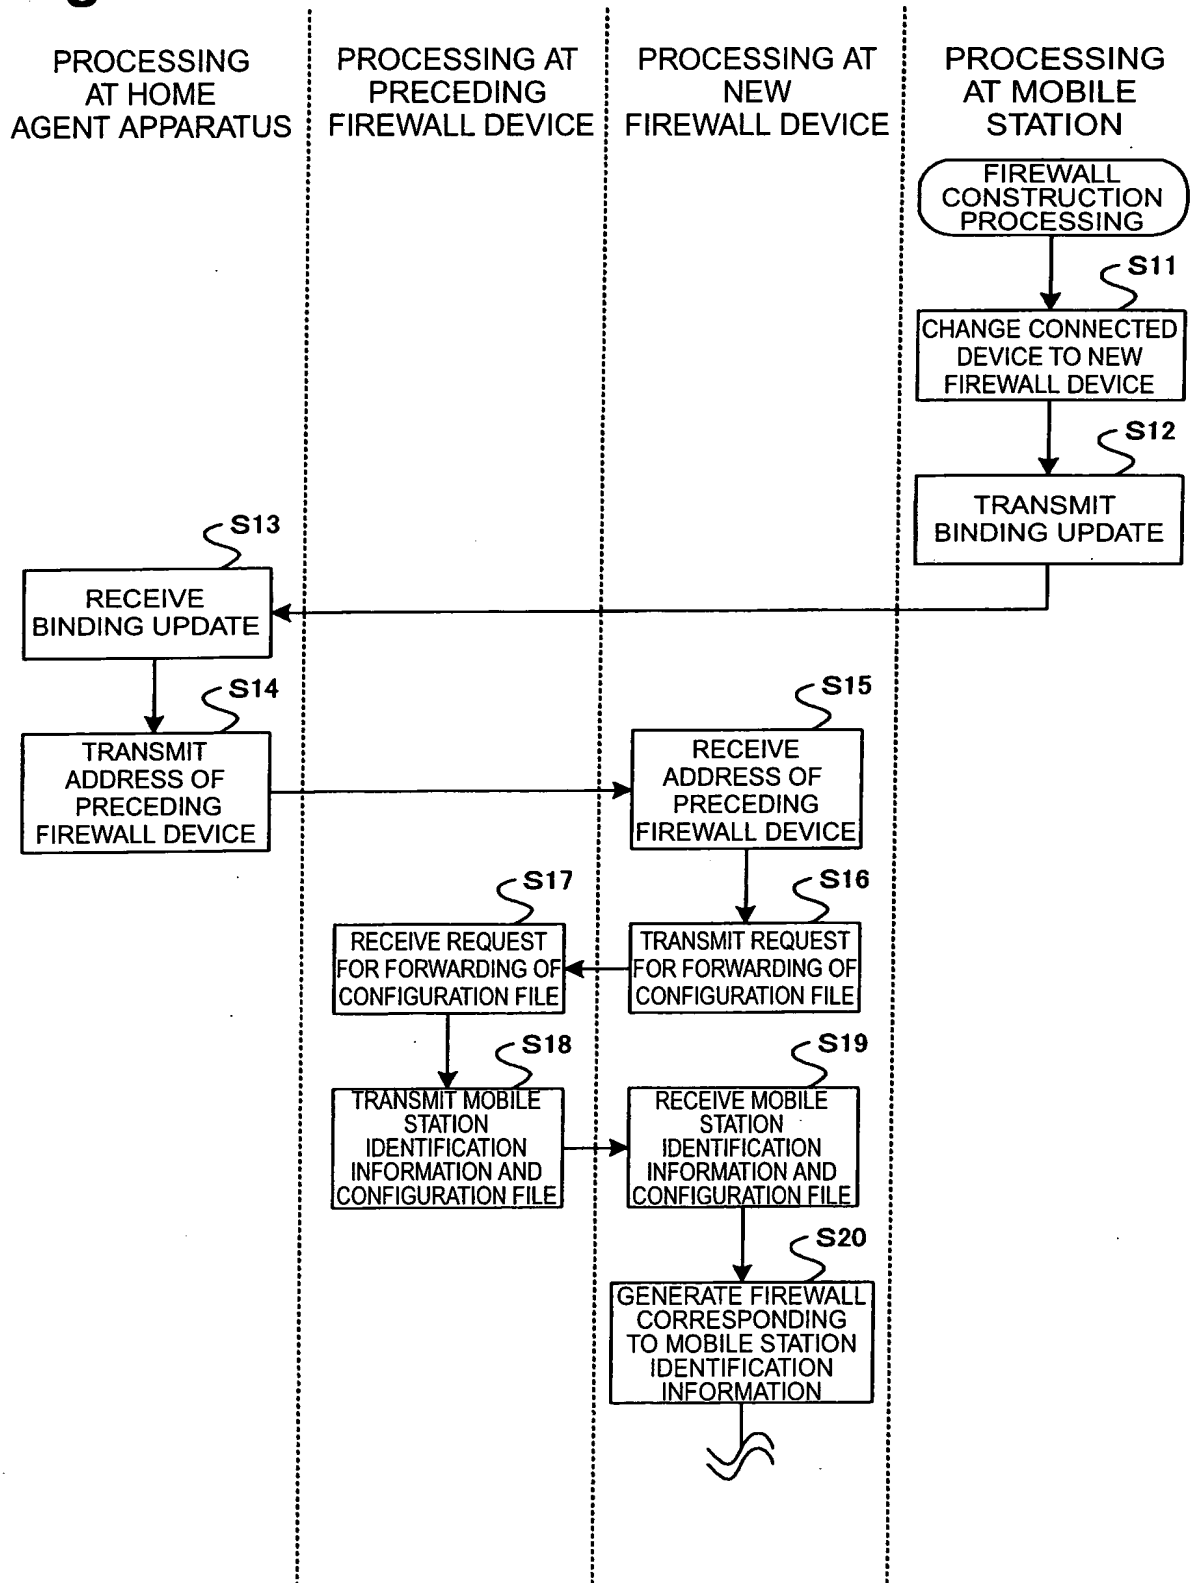 PROCESSING
AT HOME
AGENT APPARATUS
PROCESSING AT
PRECEDING
FIREWALL DEVICE
PROCESSING AT
NEW
FIREWALL DEVICE
PROCESSING
AT MOBILE
STATION
FIREWALL
CONSTRUCTION
PROCESSING
S11
CHANGE CONNECTED
DEVICE TO NEW
FIREWALL DEVICE
S12
TRANSMIT
BINDING UPDATE
S13
RECEIVE
BINDING UPDATE
S14
TRANSMIT
ADDRESS OF
PRECEDING
FIREWALL DEVICE
S15
RECEIVE
ADDRESS OF
PRECEDING
FIREWALL DEVICE
S16
TRANSMIT REQUEST
FOR FORWARDING OF
CONFIGURATION FILE
S17
RECEIVE REQUEST
FOR FORWARDING OF
CONFIGURATION FILE
S18
TRANSMIT MOBILE
STATION
IDENTIFICATION
INFORMATION AND
CONFIGURATION FILE
S19
RECEIVE MOBILE
STATION
IDENTIFICATION
INFORMATION AND
CONFIGURATION FILE
S20
GENERATE FIREWALL
CORRESPONDING
TO MOBILE STATION
IDENTIFICATION
INFORMATION